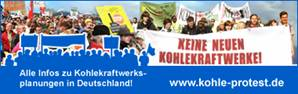 KEINE NEUEN
KOHLEKRAFTWERKE!
Alle Infos zu Kohlekraftwerks-
planungen in Deutschland!
www.kohle-protest.de